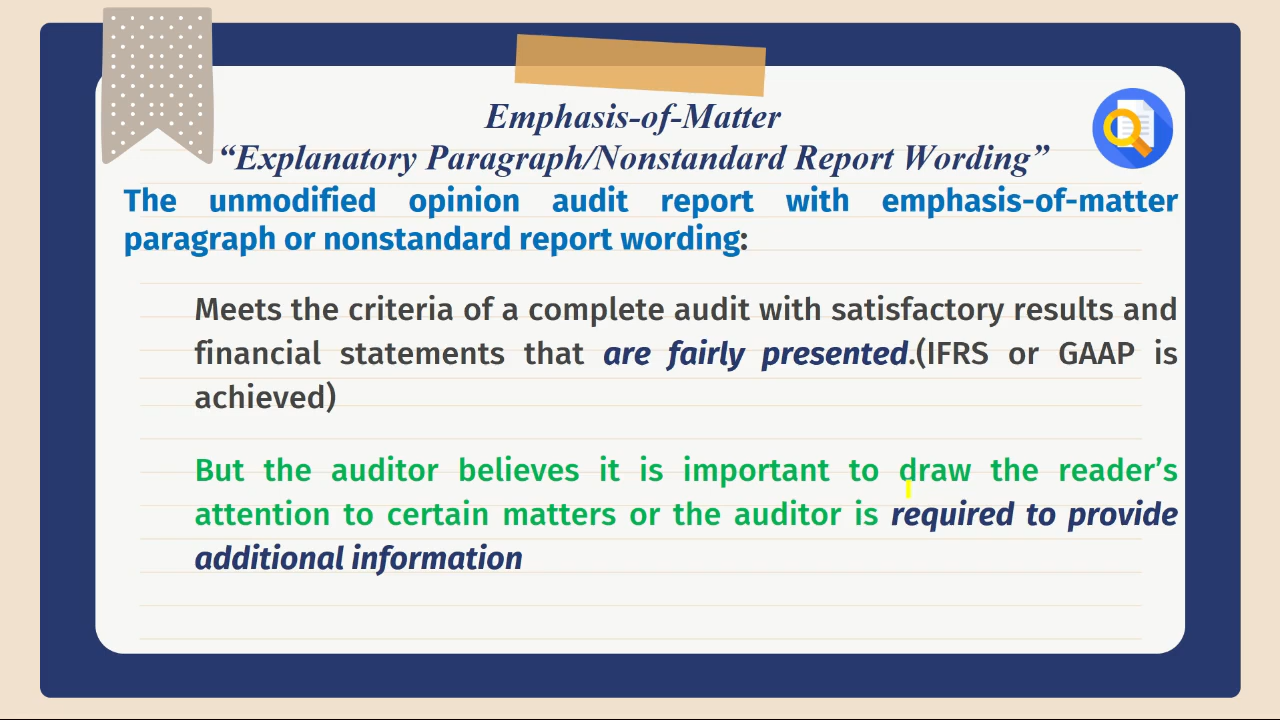 Emphasis-of-Matter
“Explanatory Paragraph/Nonstandard Report Wording”
The unmodified opinion audit report with emphasis-of-matter
paragraph or nonstandard report wording:
Meets the criteria of a complete audit with satisfactory results and
financial statements that are fairly presented.(IFRS or GAAP is
achieved)
But the auditor believes it is important to draw the reader’s
attention to certain matters or the auditor is required to provide
additional information